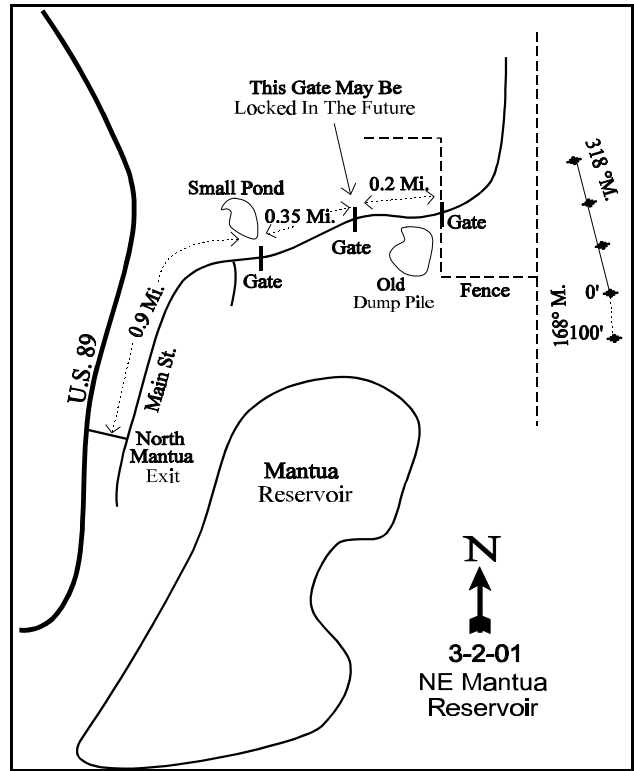 This Gate May Be
Locked In The Future
318 °M.
Small Pond
0.2 Mi.
0.35 Mi.
Gate
Gate
Gate
Old
Dump Pile
Fence
0'
168° M.
100'
0.9 Mi.
U.S. 89
Main St.
North
Mantua
Exit
Mantua
Reservoir
N
3-2-01
NE Mantua
Reservoir